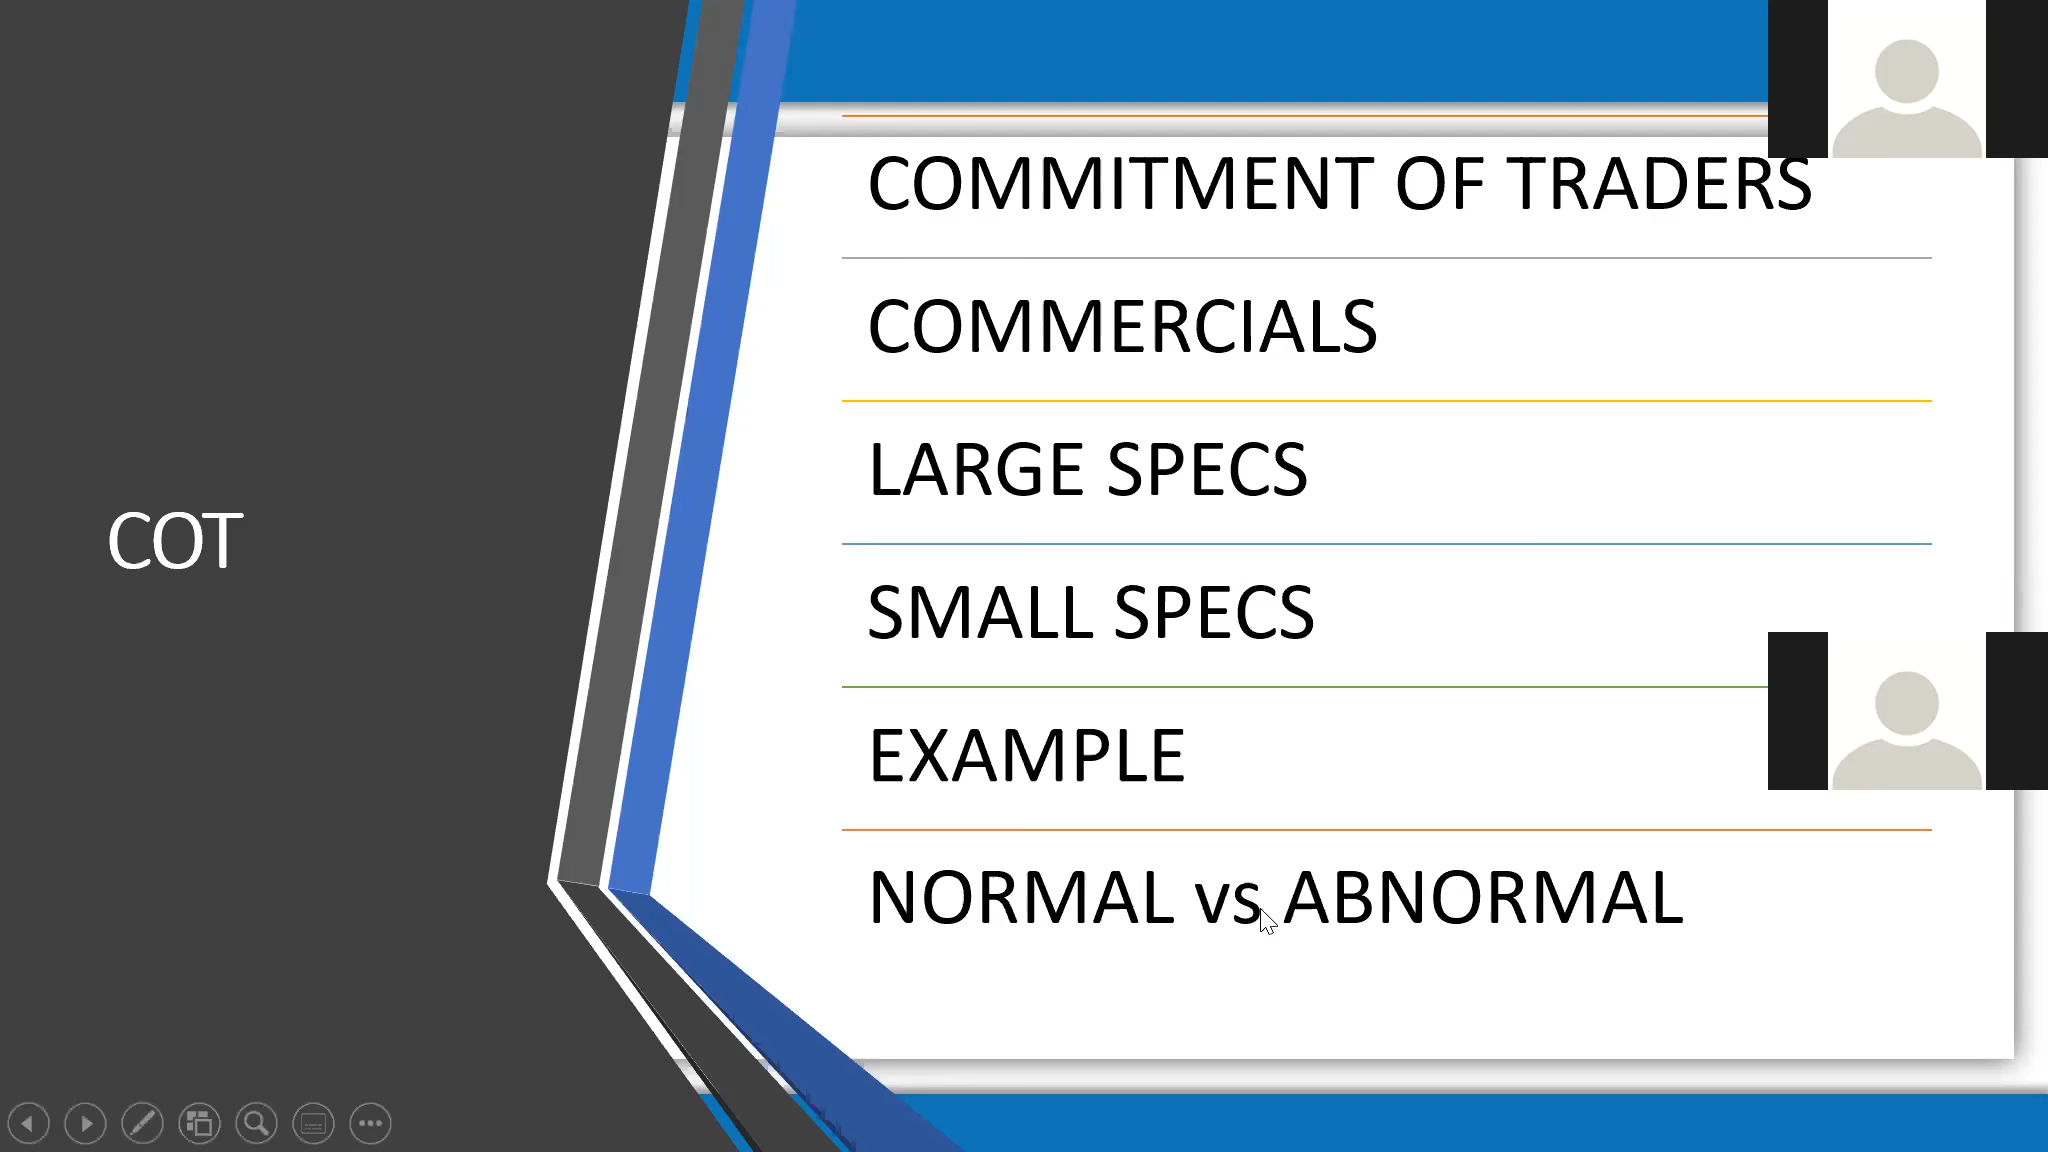 COT
COMMITMENT OF TRADERS
COMMERCIALS
LARGE SPECS
SMALL SPECS
EXAMPLE
NORMAL vs ABNORMAL